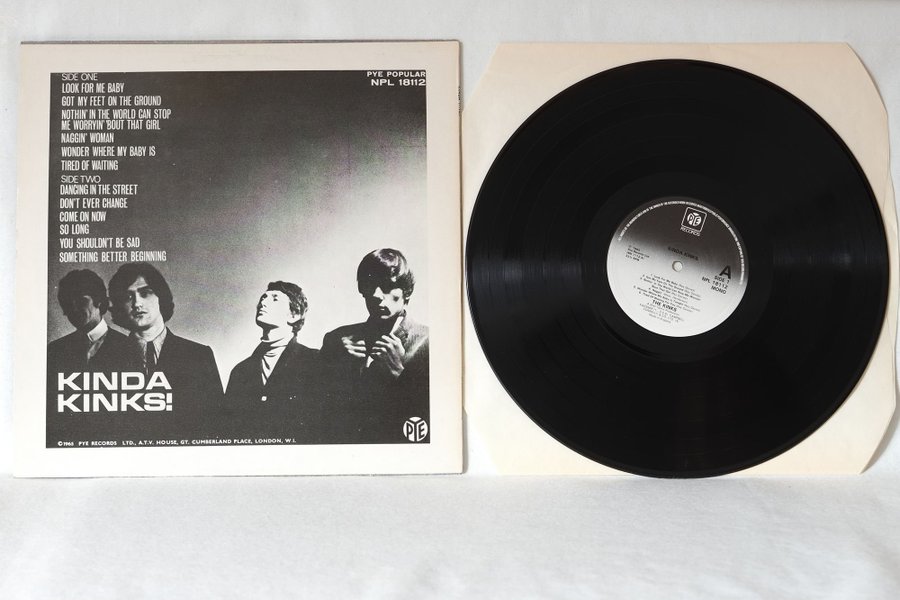 SIDE ONE
LOOK FOR ME BABY
GOT MY FEET ON THE GROUND
NOTHIN' IN THE WORLD CAN STOP
ME WORRYIN' 'BOUT THAT GIRL
NAGGIN' WOMAN
WONDER WHERE MY BABY IS
TIRED OF WAITING
SIDE TWO
DANCING IN THE STREET
DON'T EVER CHANGE
COME ON NOW
SO LONG
YOU SHOULDN'T BE SAD
SOMETHING BETTER BEGINNING
PYE POPULAR
NPL 18112
KINDA
KINKS!
PYE
©1965 PYE RECORDS LTD., A.T.V. HOUSE, GT. CUMBERLAND PLACE, LONDON, W.I.
PYE
RECORDS
KINDA KINKS
A
SIDE 1
NPL 18112
MONO
THE KINKS